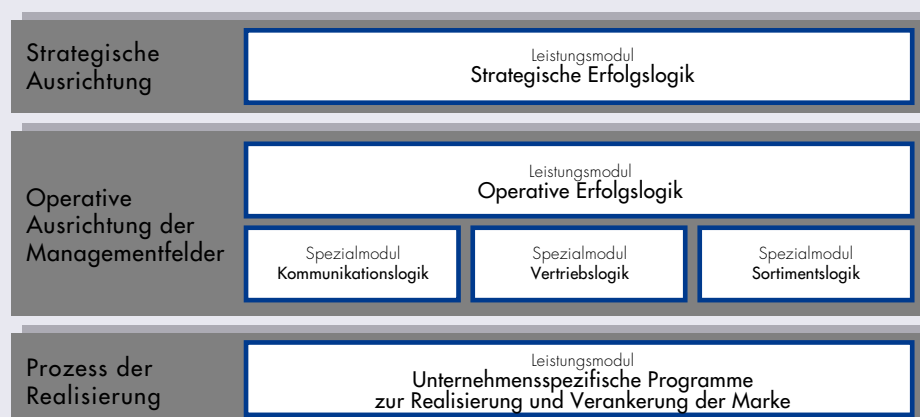 Strategische
Ausrichtung
Leistungsmodul
Strategische Erfolgslogik
Operative
Ausrichtung der
Managementfelder
Leistungsmodul
Operative Erfolgslogik
Spezialmodul
Kommunikationslogik
Spezialmodul
Vertriebslogik
Spezialmodul
Sortimentslogik
Prozess der
Realisierung
Leistungsmodul
Unternehmensspezifische Programme
zur Realisierung und Verankerung der Marke